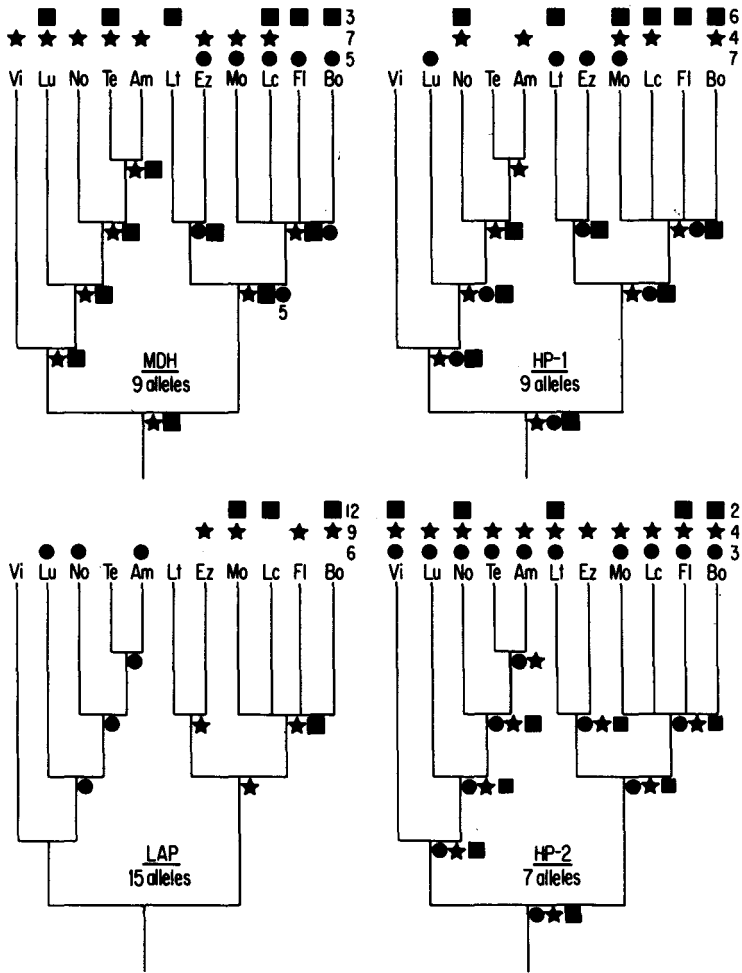 3
7
5
Vi Lu No Te Am Lt Ez Mo Lc Fl Bo
5
MDH
9 alleles
6
4
7
Vi Lu No Te Am Lt Ez Mo Lc Fl Bo
HP-1
9 alleles
12
9
6
Vi Lu No Te Am Lt Ez Mo Lc Fl Bo
LAP
15 alleles
2
4
3
Vi Lu No Te Am Lt Ez Mo Lc Fl Bo
HP-2
7 alleles